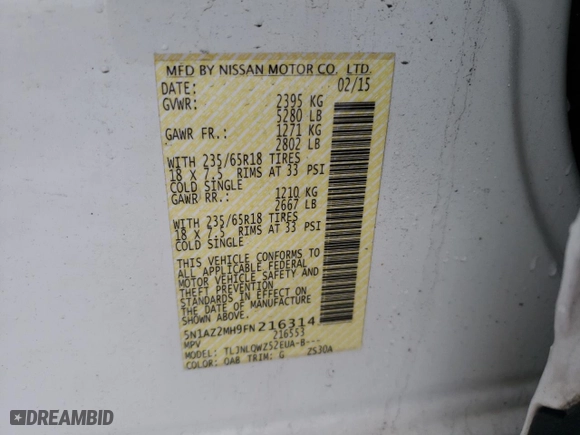 MFD BY NISSAN MOTOR CO. LTD.
DATE: 02/15
GVWR: 2395 KG
5280 LB
GAWR FR.: 1271 KG
2802 LB
WITH 235/65R18 TIRES
18 X 7.5 RIMS AT 33 PSI
COLD SINGLE
GAWR RR.: 1210 KG
2667 LB
WITH 235/65R18 TIRES
18 X 7.5 RIMS AT 33 PSI
COLD SINGLE
THIS VEHICLE CONFORMS TO
ALL APPLICABLE FEDERAL
MOTOR VEHICLE SAFETY AND
THEFT PREVENTION
STANDARDS IN EFFECT ON
THE DATE OF MANUFACTURE
SHOWN ABOVE.
5N1AZ2MH9FN216314
216553
MPV
MODEL: TLJNLQWZ52EUA-B---
COLOR: QAB TRIM: G 2S30A
DREAMBID